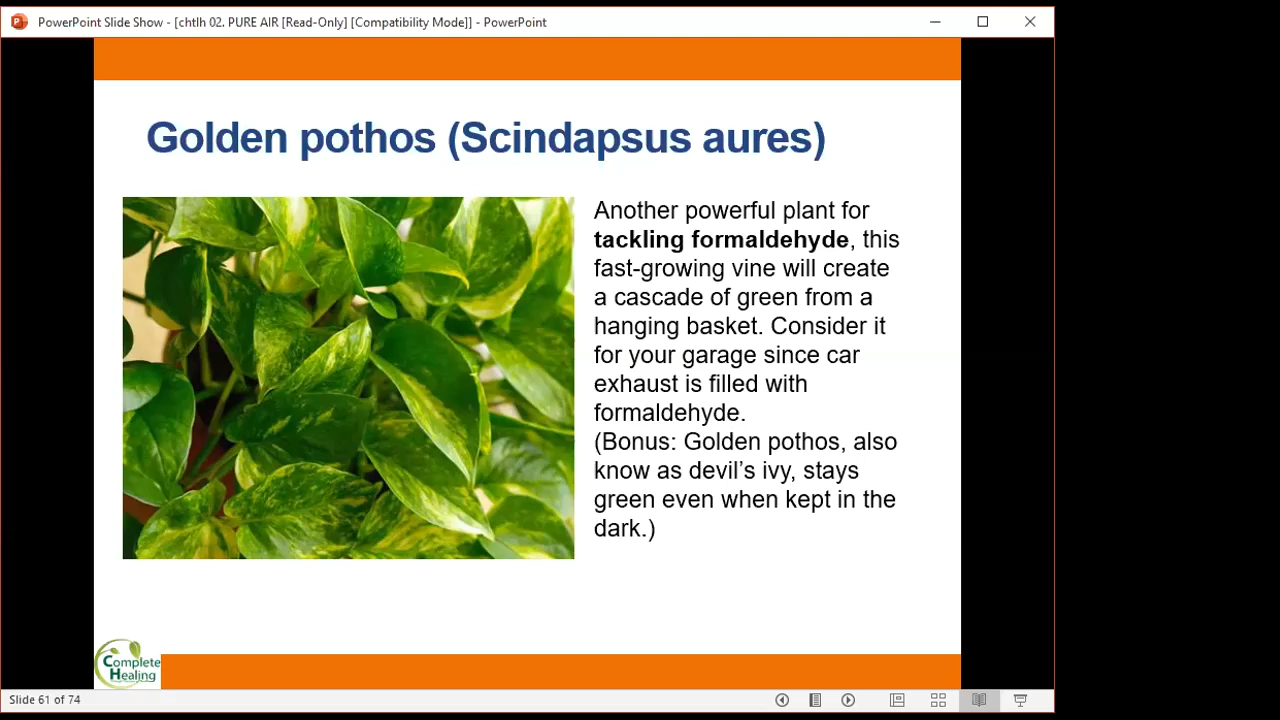 PowerPoint Slide Show - [chtlh 02. PURE AIR [Read-Only] [Compatibility Mode]] - PowerPoint
Golden pothos (Scindapsus aures)
Another powerful plant for
tackling formaldehyde, this
fast-growing vine will create
a cascade of green from a
hanging basket. Consider it
for your garage since car
exhaust is filled with
formaldehyde.
(Bonus: Golden pothos, also
know as devil’s ivy, stays
green even when kept in the
dark.)
Complete
Healing
Slide 61 of 74